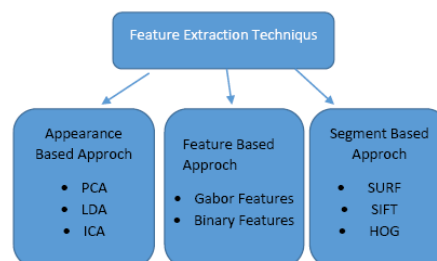 Feature Extraction Techniqus
Appearance
Based Approch
• PCA
• LDA
• ICA
Feature Based
Approch
• Gabor Features
• Binary Features
Segment Based
Approch
• SURF
• SIFT
• HOG